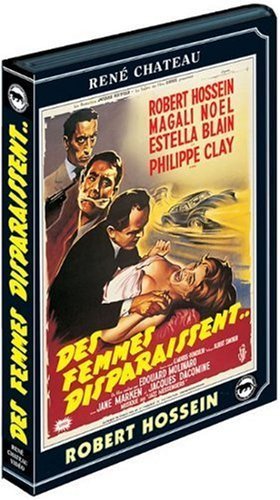 RENÉ CHATEAU
ROBERT HOSSEIN
MAGALI NOEL
ESTELLA BLAIN
PHILIPPE CLAY
DES
FEMMES
DISPARAISSENT..
EDOUARD MOLINARO
JANE MARKEN
JACQUES DACQMINE
ROBERT HOSSEIN
DES FEMMES DISPARAISSENT..
RENÉ
CHATEAU
VIDÉO